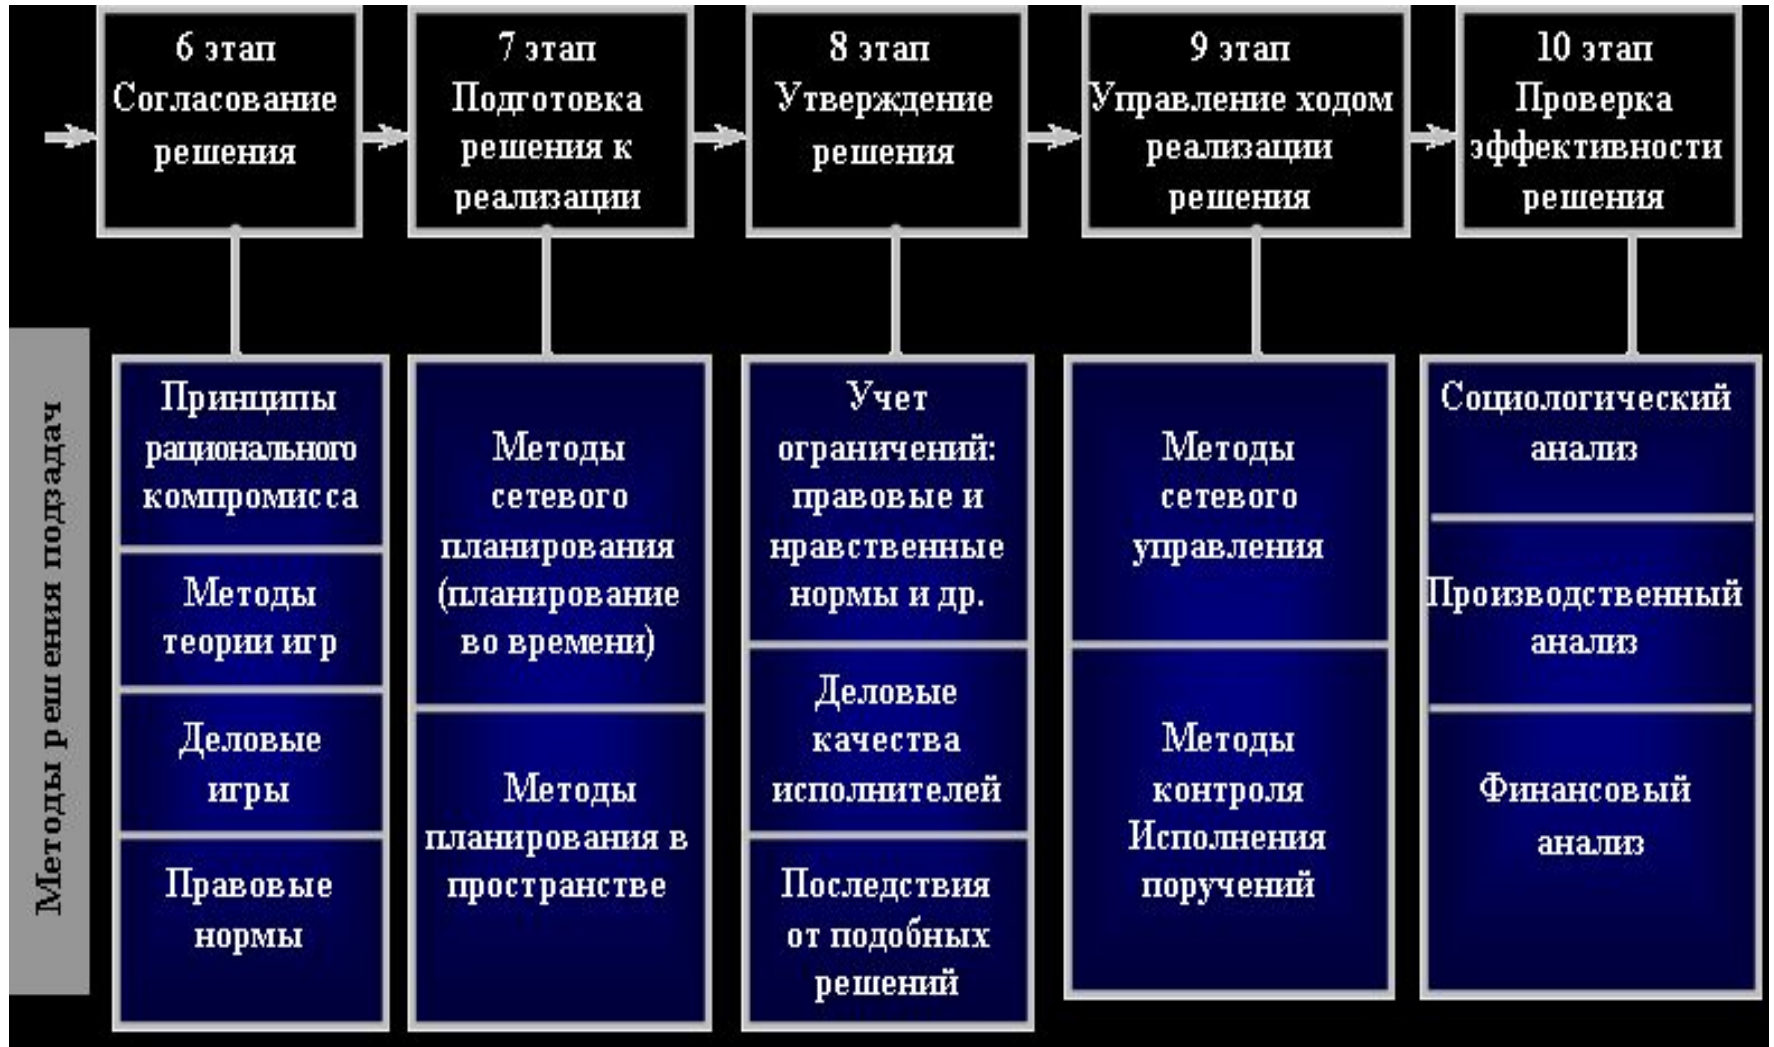 6 этап
Согласование
решения
7 этап
Подготовка
решения к
реализации
8 этап
Утверждение
решения
9 этап
Управление ходом
реализации
решения
10 этап
Проверка
эффективности
решения
Методы решения подзадач
Принципы
рационального
компромисса
Методы
теории игр
Деловые
игры
Правовые
нормы
Методы
сетевого
планирования
(планирование
во времени)
Методы
планирования в
пространстве
Учет
ограничений:
правовые и
нравственные
нормы и др.
Деловые
качества
исполнителей
Последствия
от подобных
решений
Методы
сетевого
управления
Методы
контроля
Исполнения
поручений
Социологический
анализ
Производственный
анализ
Финансовый
анализ